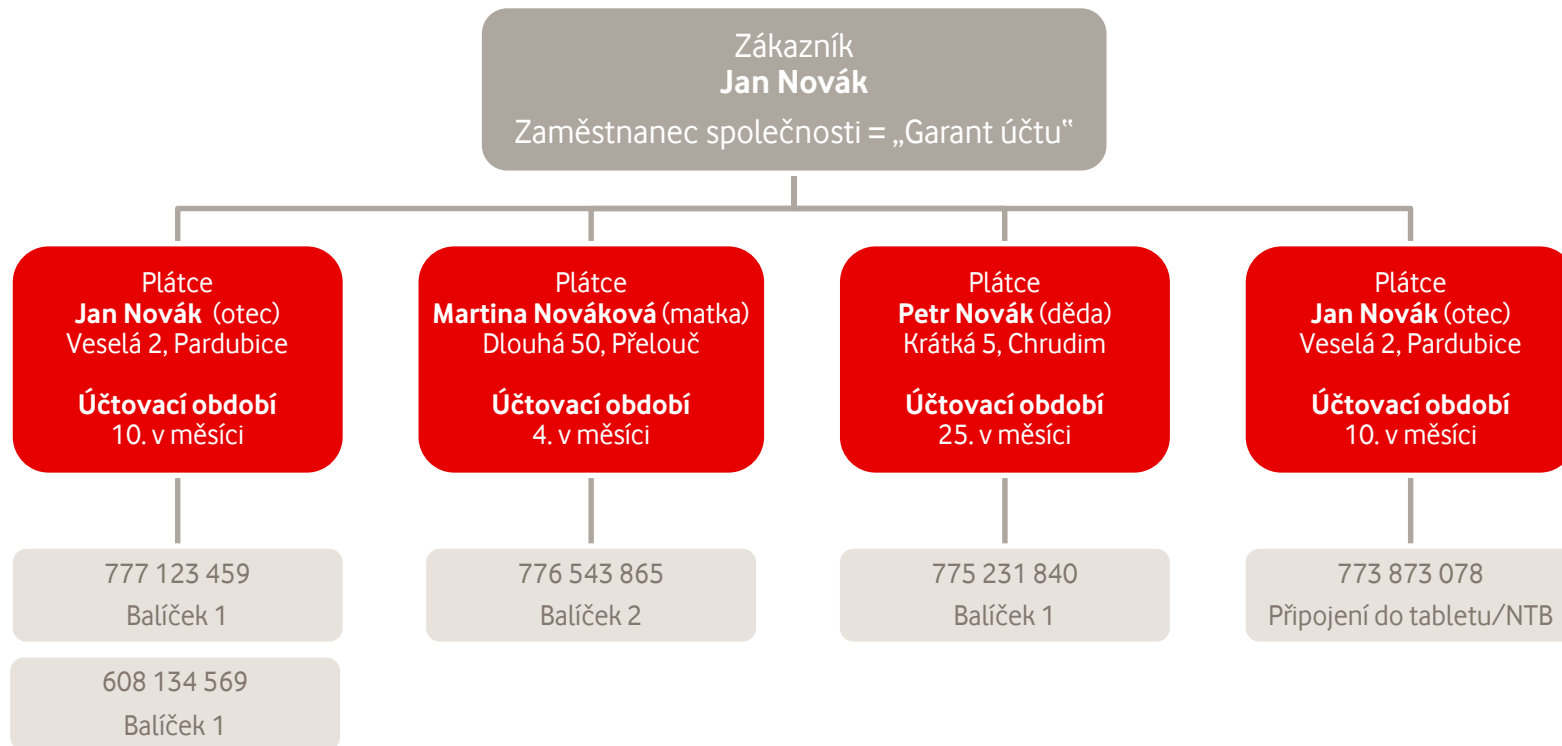 Zákazník
Jan Novák
Zaměstnanec společnosti = „Garant účtu“
Plátce
Jan Novák (otec)
Veselá 2, Pardubice
Účtovací období
10. v měsíci
777 123 459
Balíček 1
608 134 569
Balíček 1
Plátce
Martina Nováková (matka)
Dlouhá 50, Přelouč
Účtovací období
4. v měsíci
776 543 865
Balíček 2
Plátce
Petr Novák (děda)
Krátká 5, Chrudim
Účtovací období
25. v měsíci
775 231 840
Balíček 1
Plátce
Jan Novák (otec)
Veselá 2, Pardubice
Účtovací období
10. v měsíci
773 873 078
Připojení do tabletu/NTB